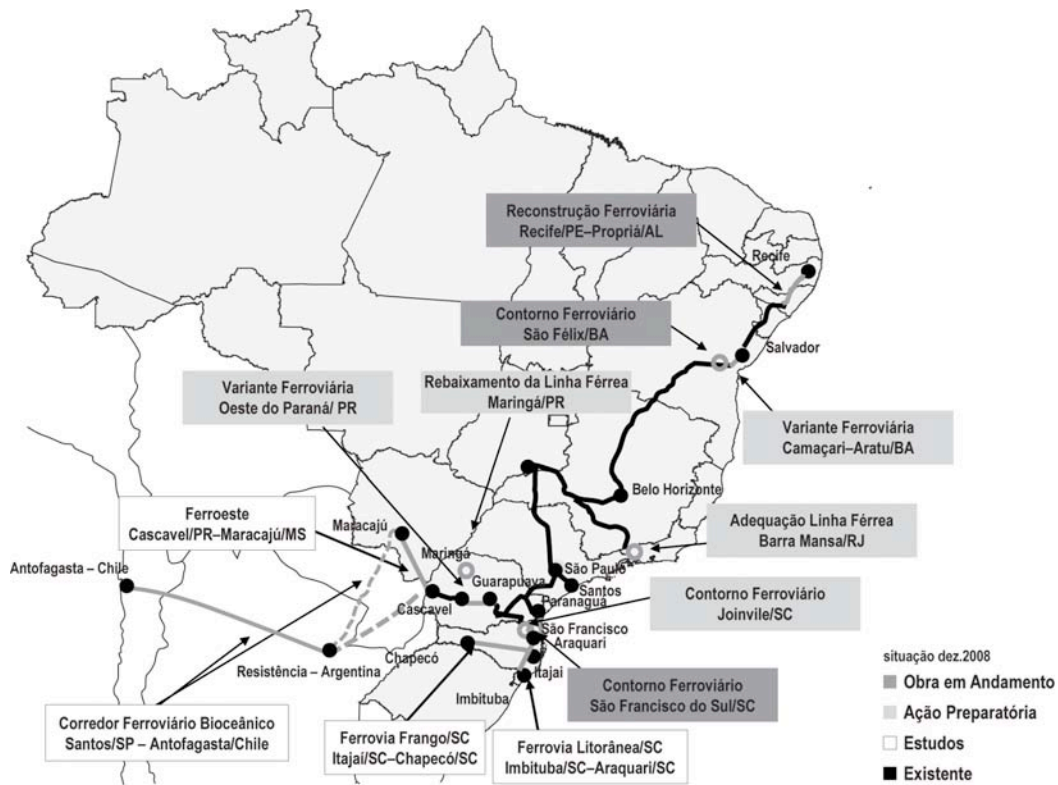 Reconstrução Ferroviária
Recife/PE–Propriá/AL
Recife
Contorno Ferroviário
São Félix/BA
Salvador
Variante Ferroviária
Oeste do Paraná/ PR
Rebaixamento da Linha Férrea
Maringá/PR
Variante Ferroviária
Camaçari–Aratu/BA
Belo Horizonte
Ferroeste
Cascavel/PR–Maracajú/MS
Maracajú
Adequação Linha Férrea
Barra Mansa/RJ
Maringá
Antofagasta – Chile
Guarapuava
São Paulo
Santos
Cascavel
Paranaguá
Contorno Ferroviário
Joinvile/SC
São Francisco
Araquari
Chapecó
Resistência – Argentina
Itajaí
Imbituba
Contorno Ferroviário
São Francisco do Sul/SC
Corredor Ferroviário Bioceânico
Santos/SP – Antofagasta/Chile
Ferrovia Frango/SC
Itajaí/SC–Chapecó/SC
Ferrovia Litorânea/SC
Imbituba/SC–Araquari/SC
situação dez.2008
Obra em Andamento
Ação Preparatória
Estudos
Existente